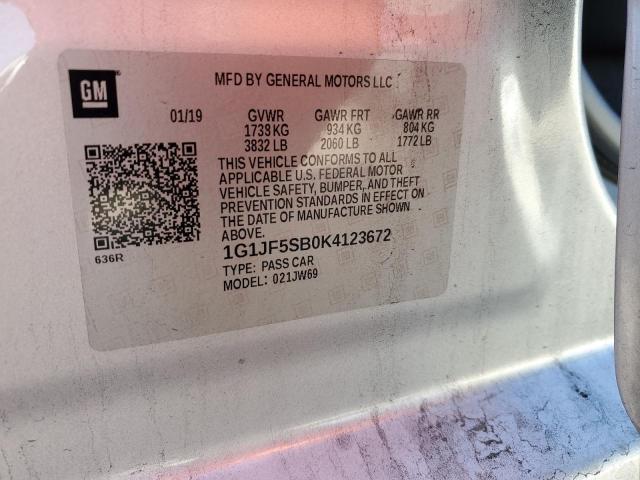 GM
MFD BY GENERAL MOTORS LLC
01/19 GVWR GAWR FRT GAWR RR
1738 KG 934 KG 804 KG
3832 LB 2060 LB 1772 LB
THIS VEHICLE CONFORMS TO ALL
APPLICABLE U.S. FEDERAL MOTOR
VEHICLE SAFETY, BUMPER, AND THEFT
PREVENTION STANDARDS IN EFFECT ON
THE DATE OF MANUFACTURE SHOWN
ABOVE.
636R
1G1JF5SB0K4123672
TYPE: PASS CAR
MODEL: 021JW69